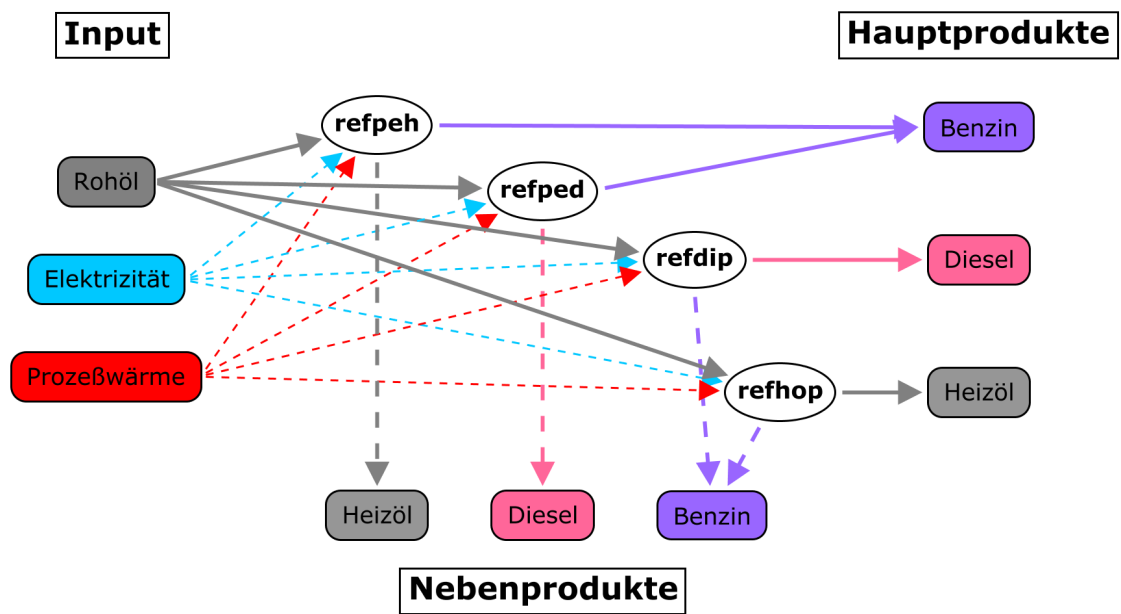 Input
Hauptprodukte
refpeh
Benzin
Rohöl
refped
refdip
Diesel
Elektrizität
Prozeßwärme
refhop
Heizöl
Heizöl
Diesel
Benzin
Nebenprodukte